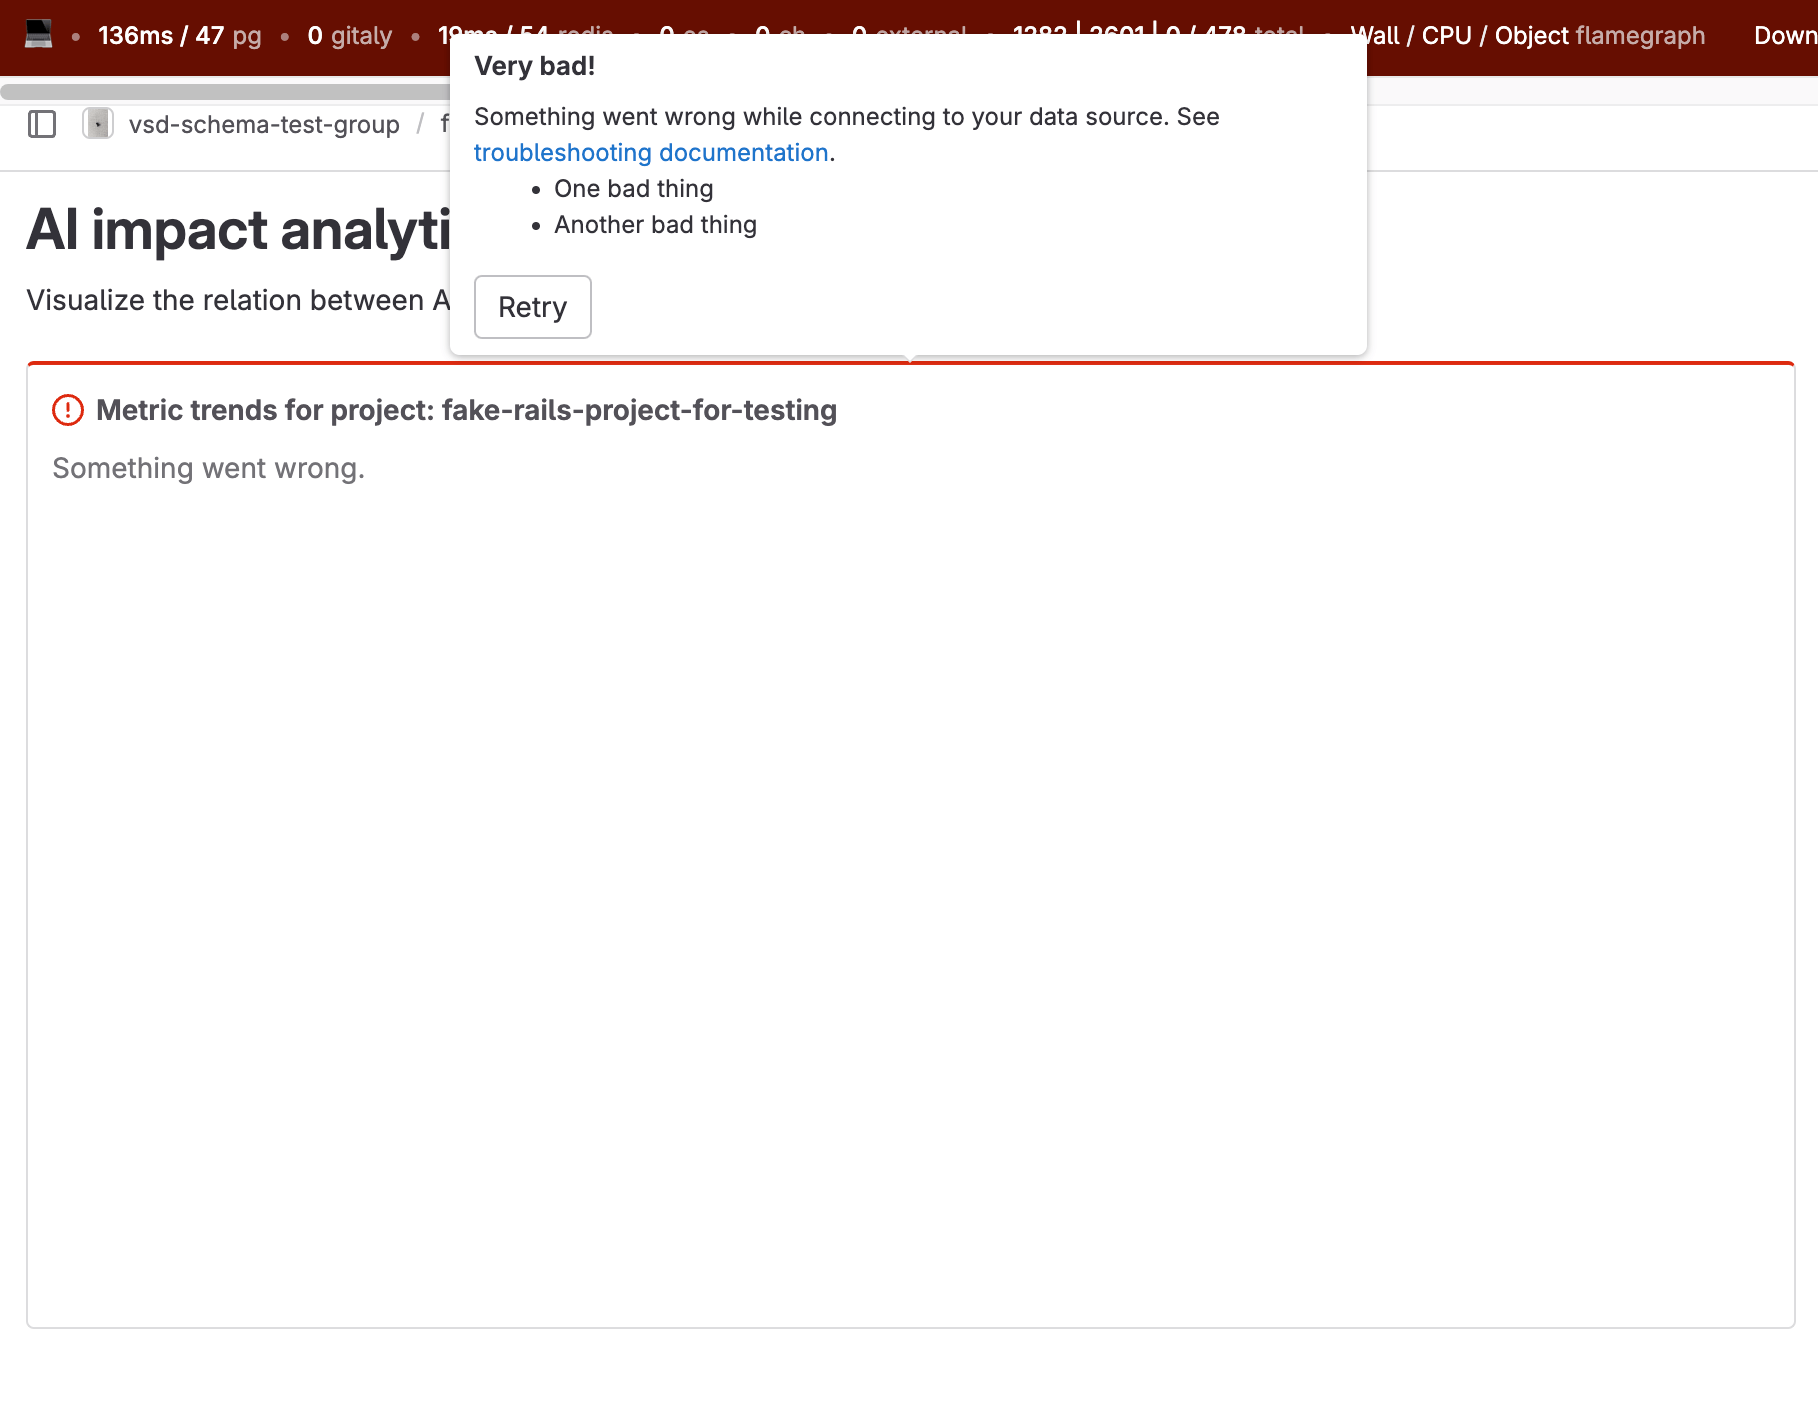 136ms / 47 pg • 0 gitaly • Wall / CPU / Object flamegraph Down
Very bad!
Something went wrong while connecting to your data source. See
troubleshooting documentation.
• One bad thing
• Another bad thing
Retry
vsd-schema-test-group /
AI impact analyti
Visualize the relation between A
Metric trends for project: fake-rails-project-for-testing
Something went wrong.